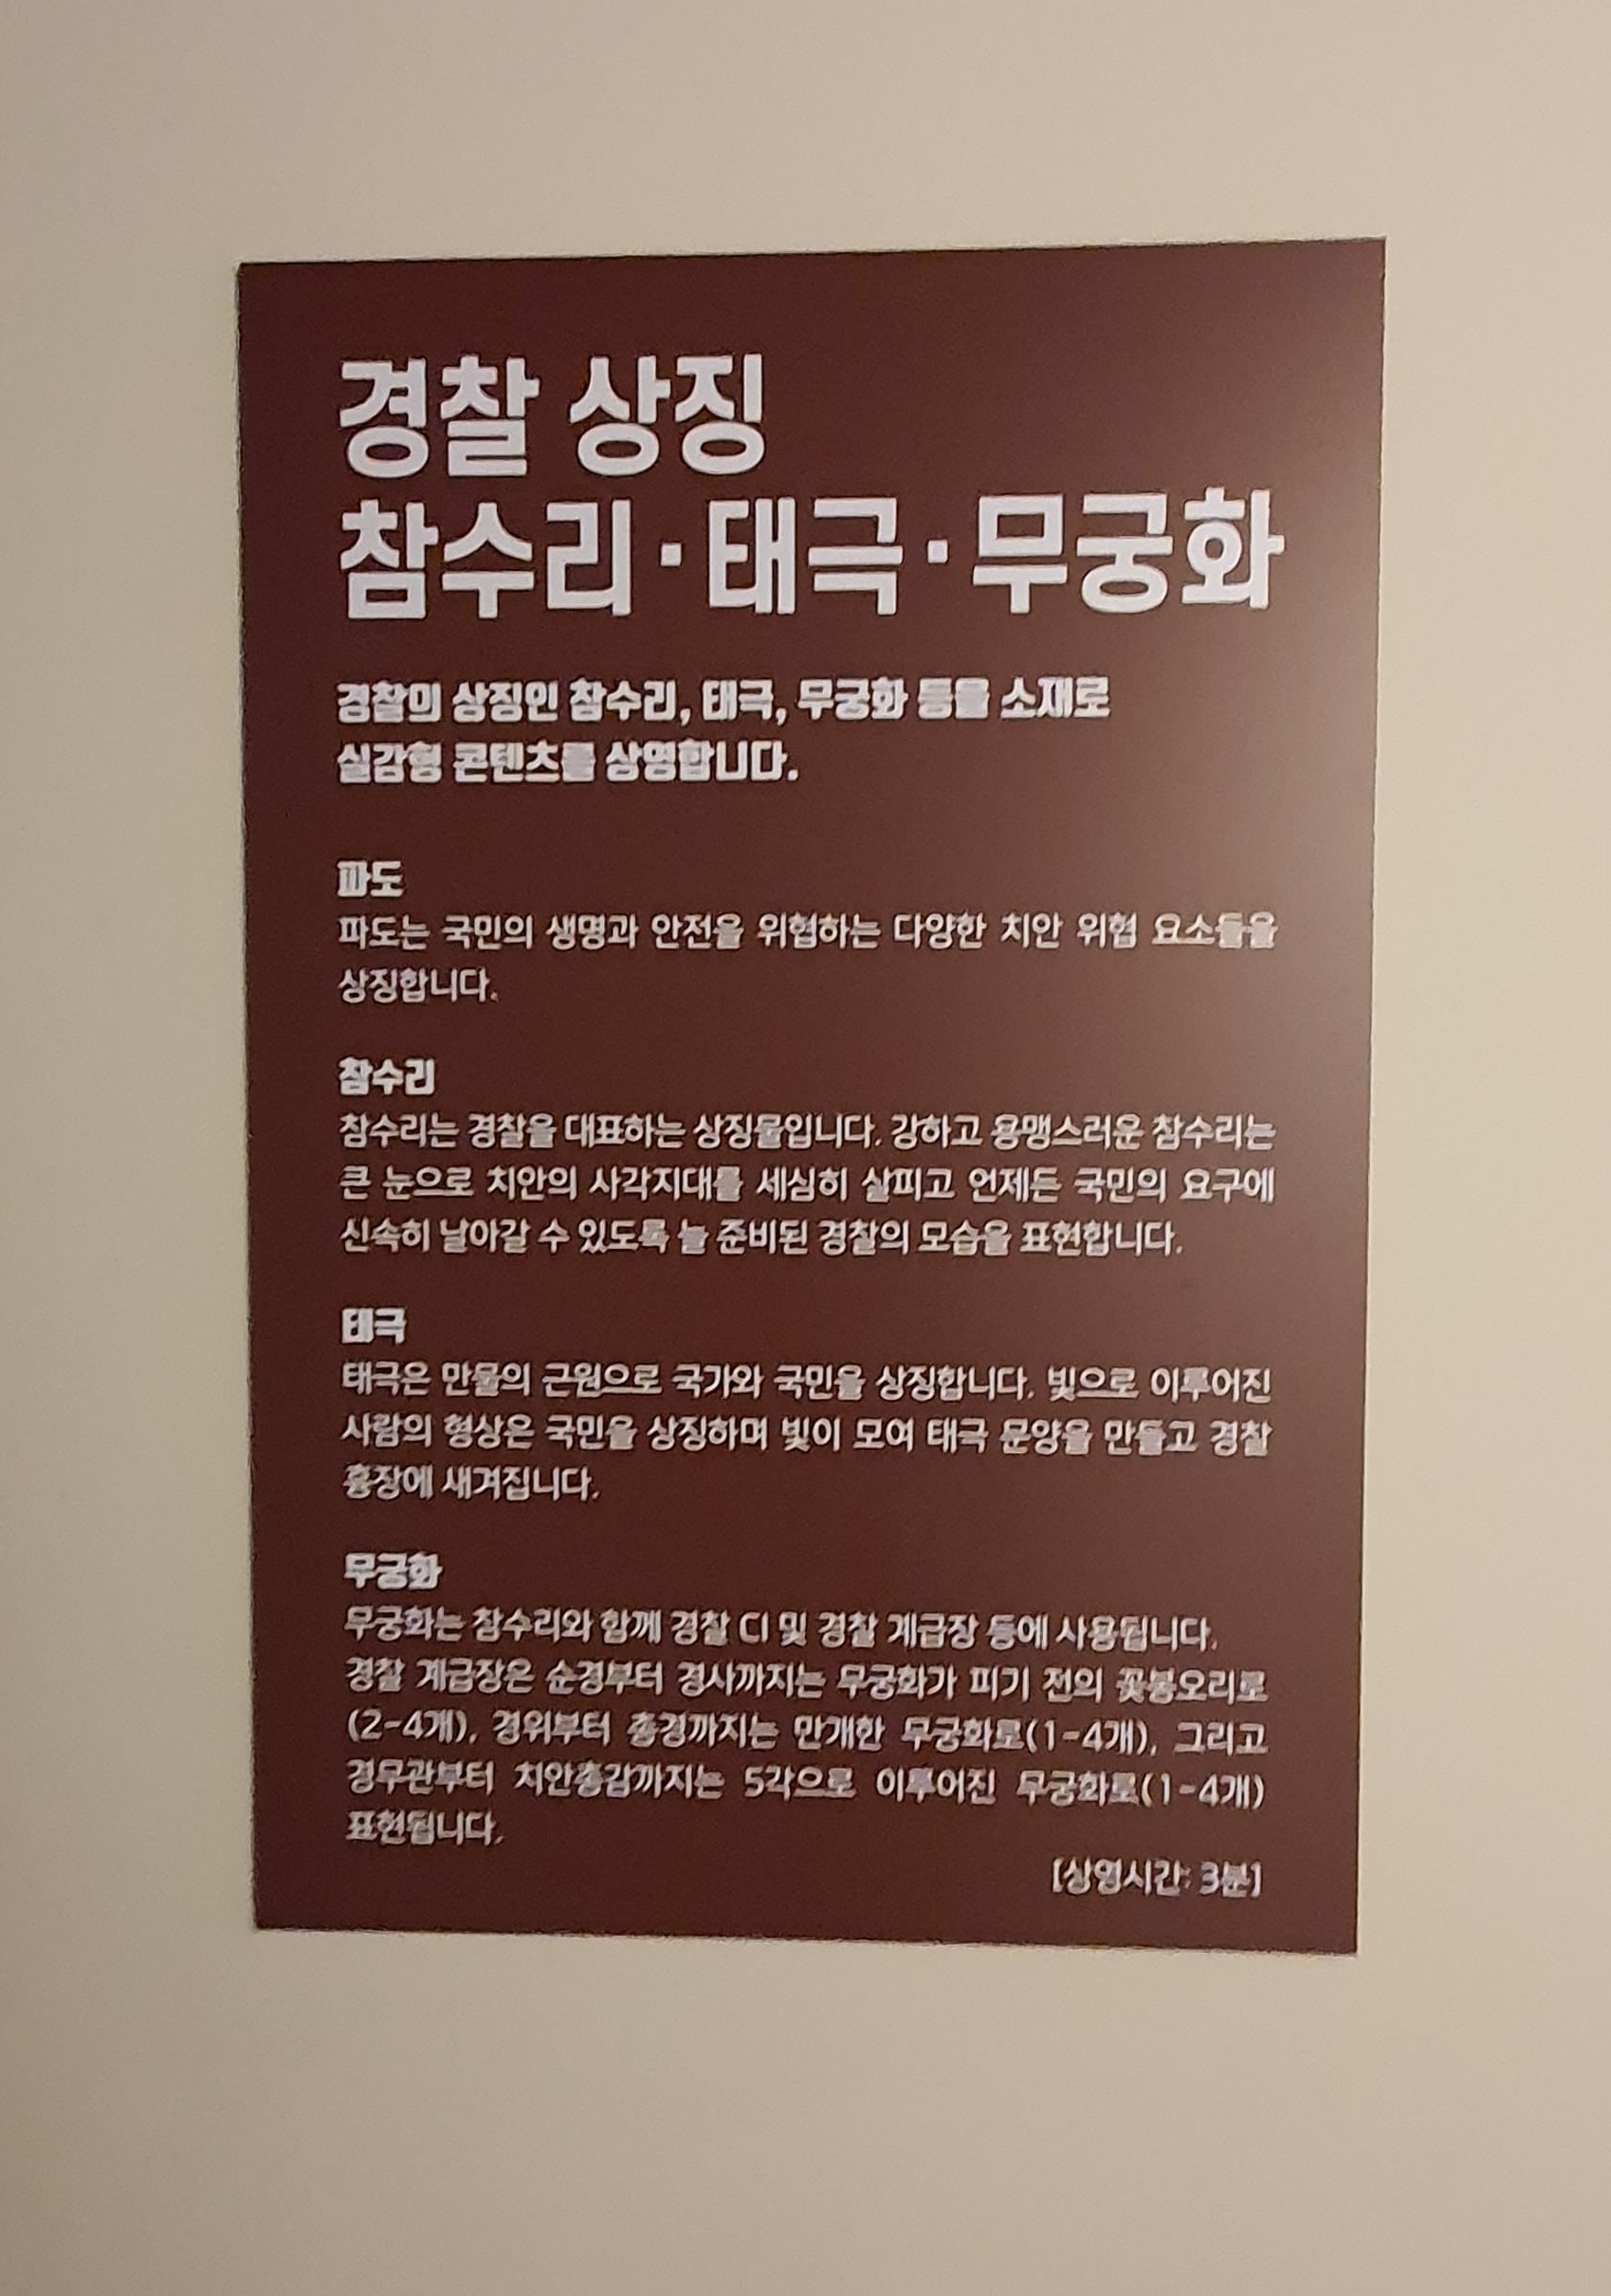 경찰 상징
참수리·태극·무궁화
경찰의 상징인 참수리, 태극, 무궁화 등을 소재로
실감형 콘텐츠를 상영합니다.
파도
파도는 국민의 생명과 안전을 위협하는 다양한 치안 위협 요소들을
상징합니다.
참수리
참수리는 경찰을 대표하는 상징물입니다. 강하고 용맹스러운 참수리는
큰 눈으로 치안의 사각지대를 세심히 살피고 언제든 국민의 요구에
신속히 날아갈 수 있도록 늘 준비된 경찰의 모습을 표현합니다.
태극
태극은 만물의 근원으로 국가와 국민을 상징합니다. 빛으로 이루어진
사람의 형상은 국민을 상징하며 빛이 모여 태극 문양을 만들고 경찰
흉장에 새겨집니다.
무궁화
무궁화는 참수리와 함께 경찰 CI 및 경찰 계급장 등에 사용됩니다.
경찰 계급장은 순경부터 경사까지는 무궁화가 피기 전의 꽃봉오리로
(2-4개), 경위부터 총경까지는 만개한 무궁화로(1-4개), 그리고
경무관부터 치안총감까지는 5각으로 이루어진 무궁화로(1-4개)
표현됩니다.
[상영시간: 3분]